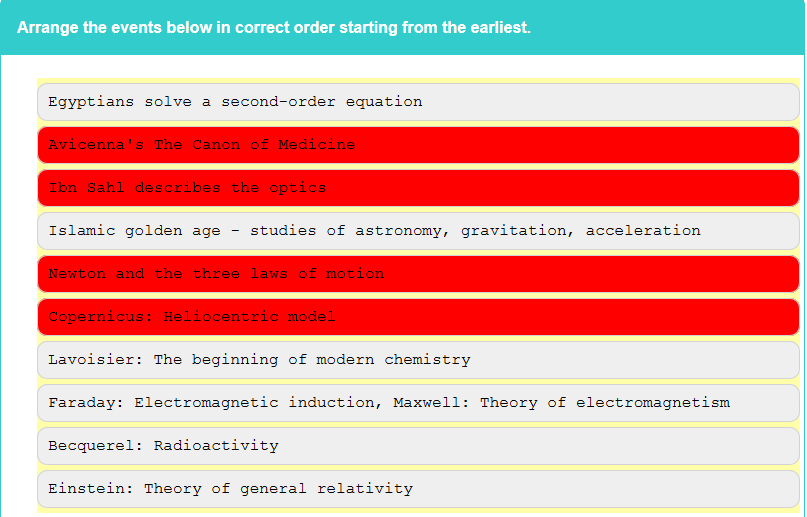 Arrange the events below in correct order starting from the earliest.
Egyptians solve a second-order equation
Avicenna's The Canon of Medicine
Ibn Sahl describes the optics
Islamic golden age - studies of astronomy, gravitation, acceleration
Newton and the three laws of motion
Copernicus: Heliocentric model
Lavoisier: The beginning of modern chemistry
Faraday: Electromagnetic induction, Maxwell: Theory of electromagnetism
Becquerel: Radioactivity
Einstein: Theory of general relativity